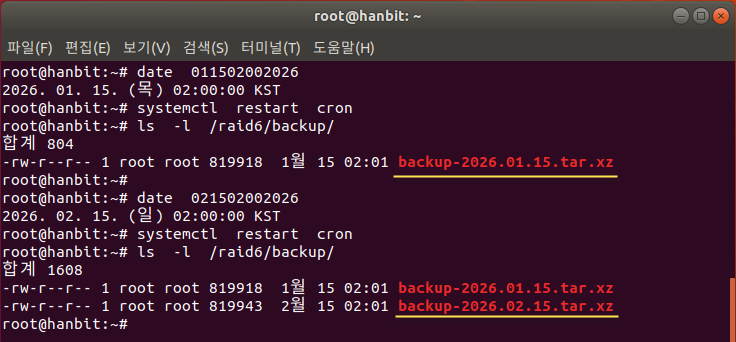 root@hanbit: ~
파일(F) 편집(E) 보기(V) 검색(S) 터미널(T) 도움말(H)
root@hanbit:~# date  011502002026
2026. 01. 15. (목) 02:00:00 KST
root@hanbit:~# systemctl  restart  cron
root@hanbit:~# ls  -l  /raid6/backup/
합계 804
-rw-r--r-- 1 root root 819918  1월  15 02:01 backup-2026.01.15.tar.xz
root@hanbit:~#
root@hanbit:~# date  021502002026
2026. 02. 15. (일) 02:00:00 KST
root@hanbit:~# systemctl  restart  cron
root@hanbit:~# ls  -l  /raid6/backup/
합계 1608
-rw-r--r-- 1 root root 819918  1월  15 02:01 backup-2026.01.15.tar.xz
-rw-r--r-- 1 root root 819943  2월  15 02:01 backup-2026.02.15.tar.xz
root@hanbit:~#